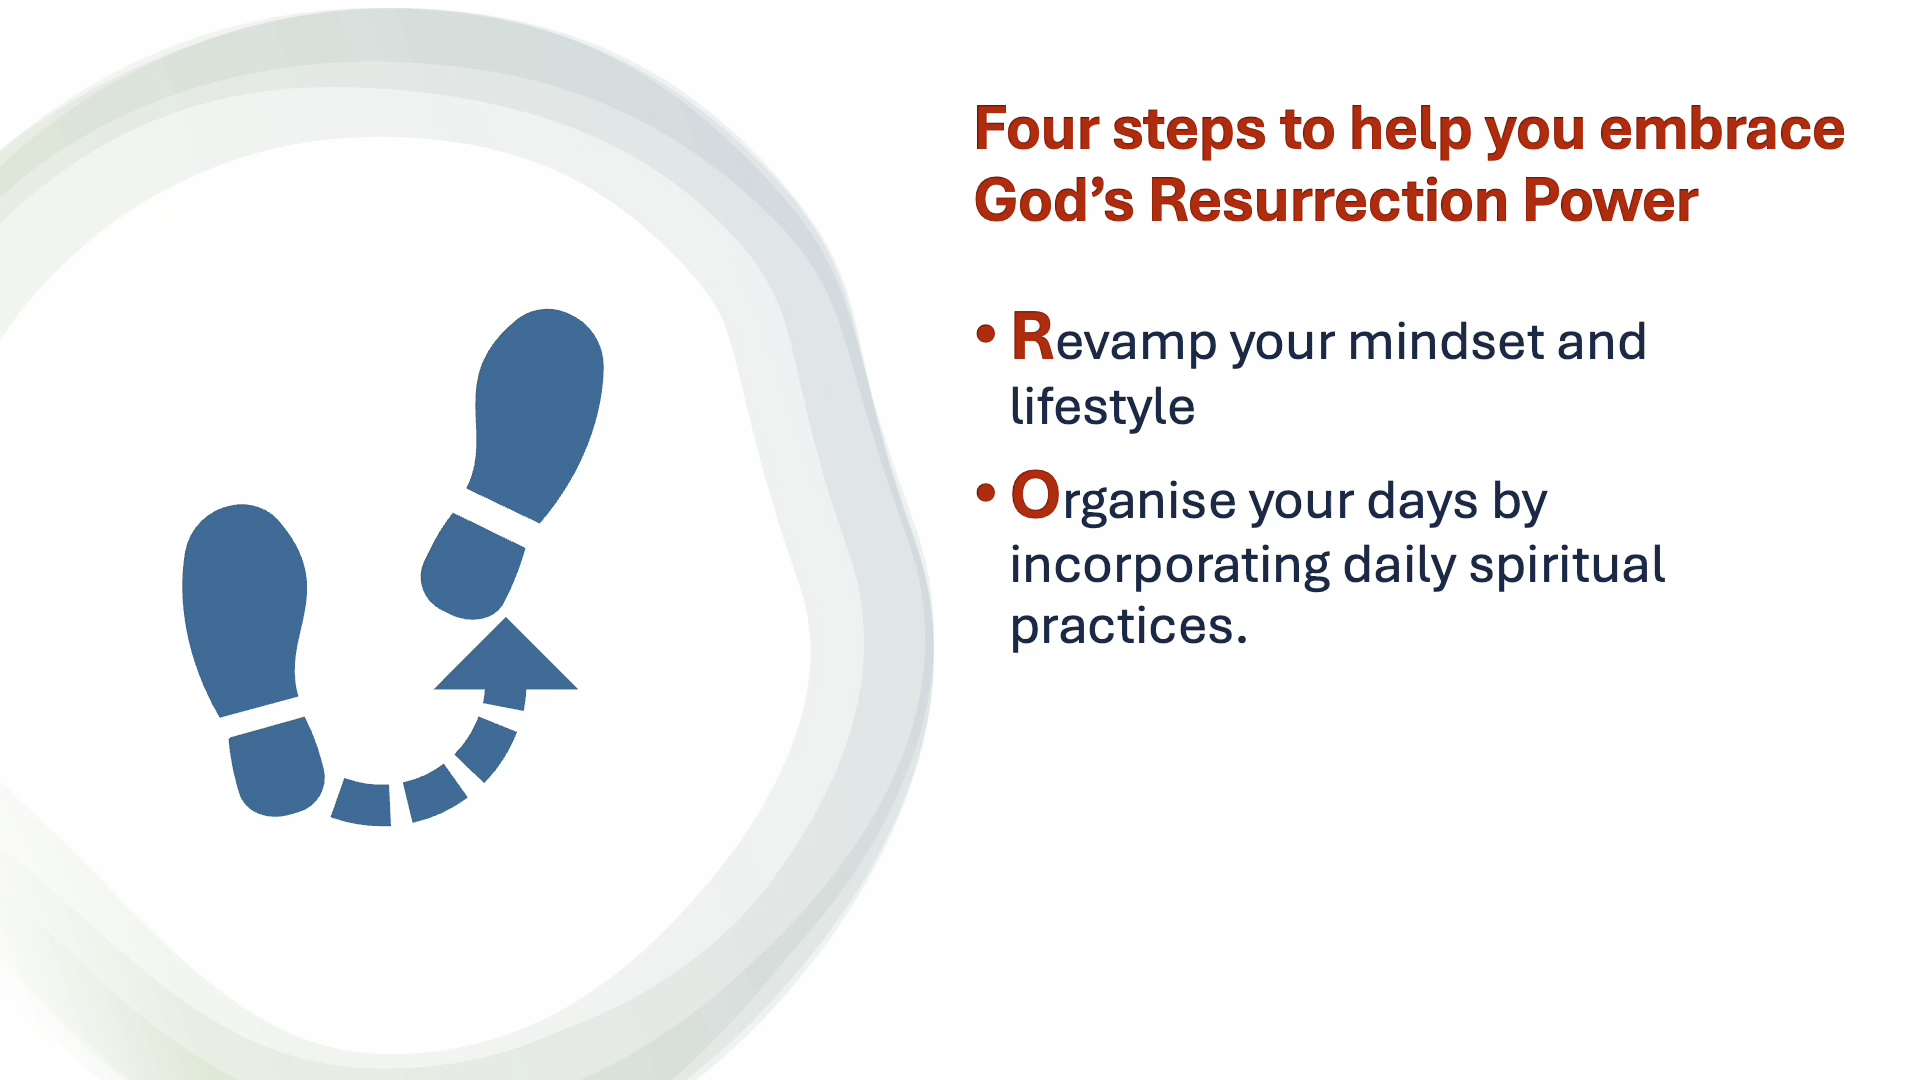 Four steps to help you embrace
God’s Resurrection Power
• Revamp your mindset and
lifestyle
• Organise your days by
incorporating daily spiritual
practices.